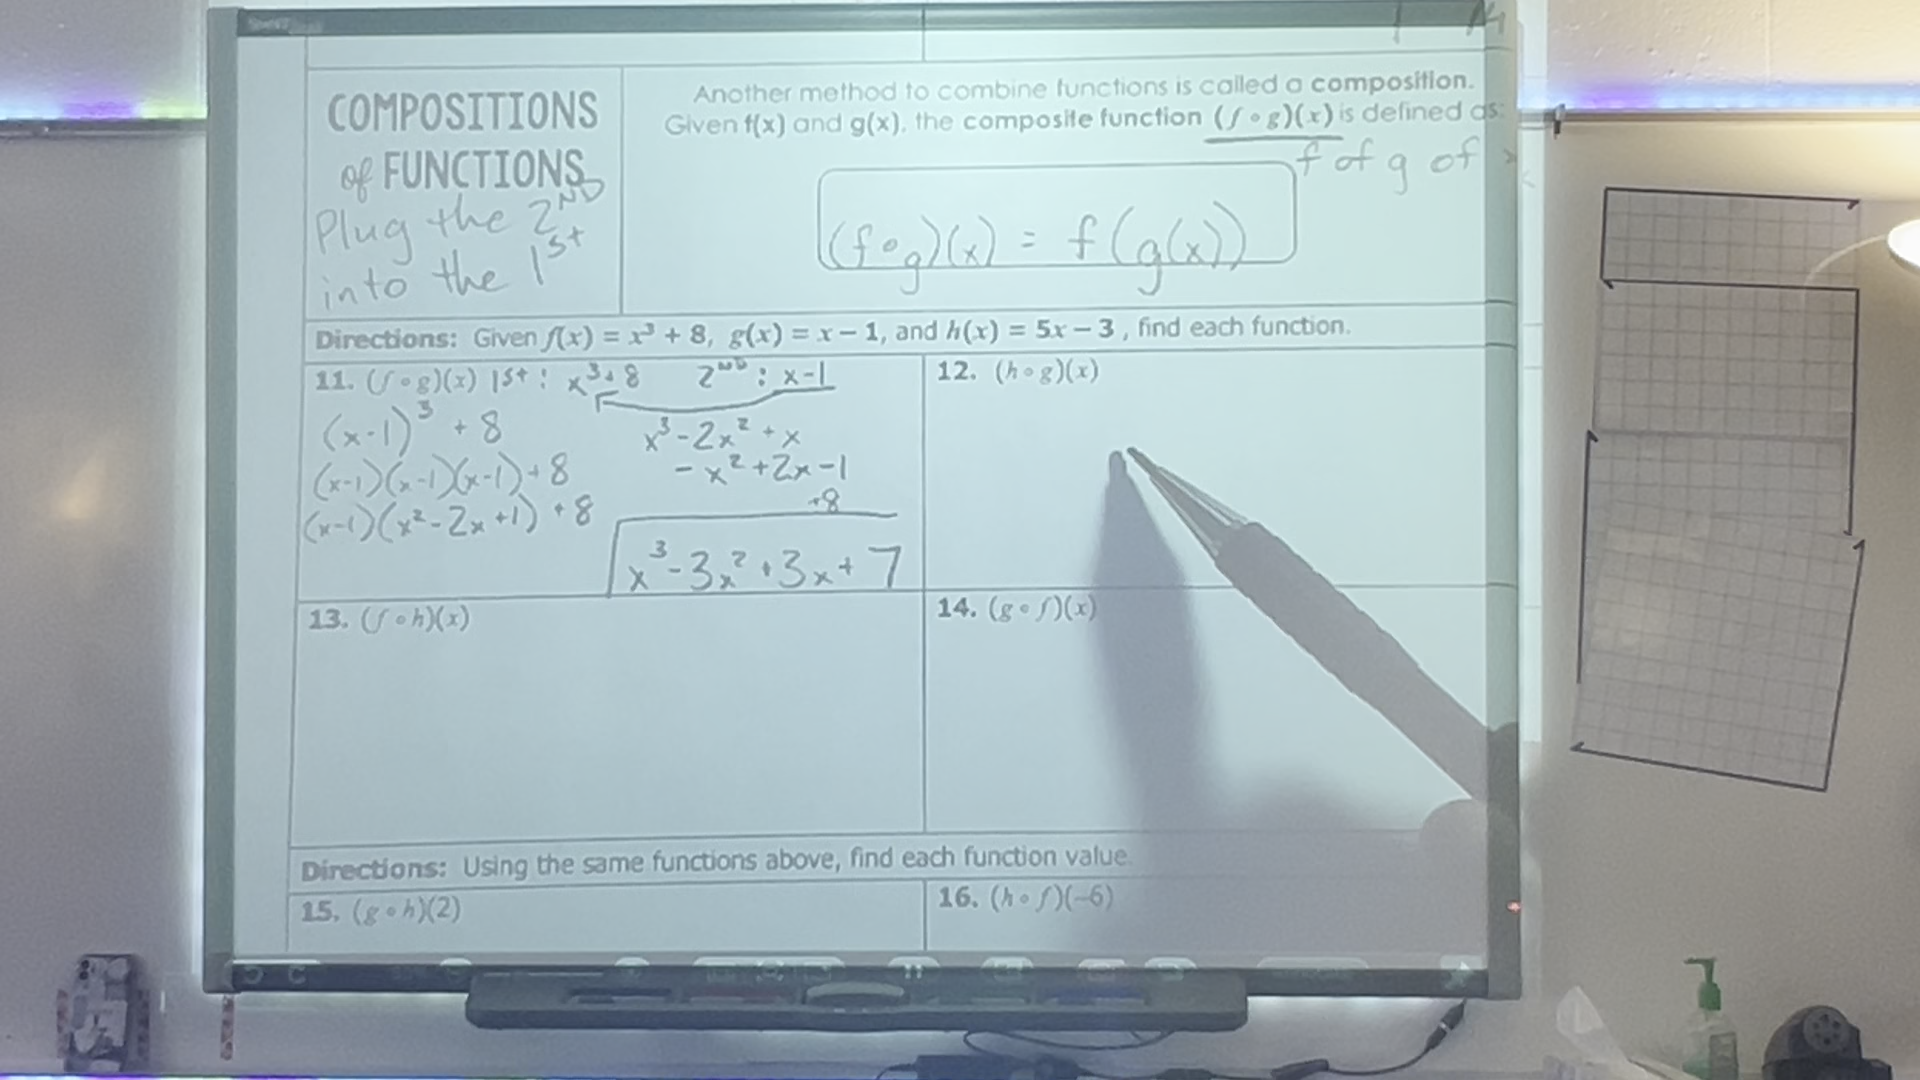 COMPOSITIONS
of FUNCTIONS
Plug the 2ND
into the 1st
Another method to combine functions is called a composition.
Given f(x) and g(x), the composite function (f ∘ g)(x) is defined as:
f of g of x
(f∘g)(x) = f(g(x))
Directions: Given f(x) = x³ + 8, g(x) = x − 1, and h(x) = 5x − 3, find each function.
11. (f ∘ g)(x) 1st: x³+8 2ND: x-1
(x-1)³ + 8
(x-1)(x-1)(x-1)+8
(x-1)(x²-2x+1) +8
x³-2x²+x
-x²+2x-1
+8
x³-3x²+3x+7
12. (h ∘ g)(x)
13. (f ∘ h)(x)
14. (g ∘ f)(x)
Directions: Using the same functions above, find each function value.
15. (g ∘ h)(2)
16. (h ∘ f)(−6)